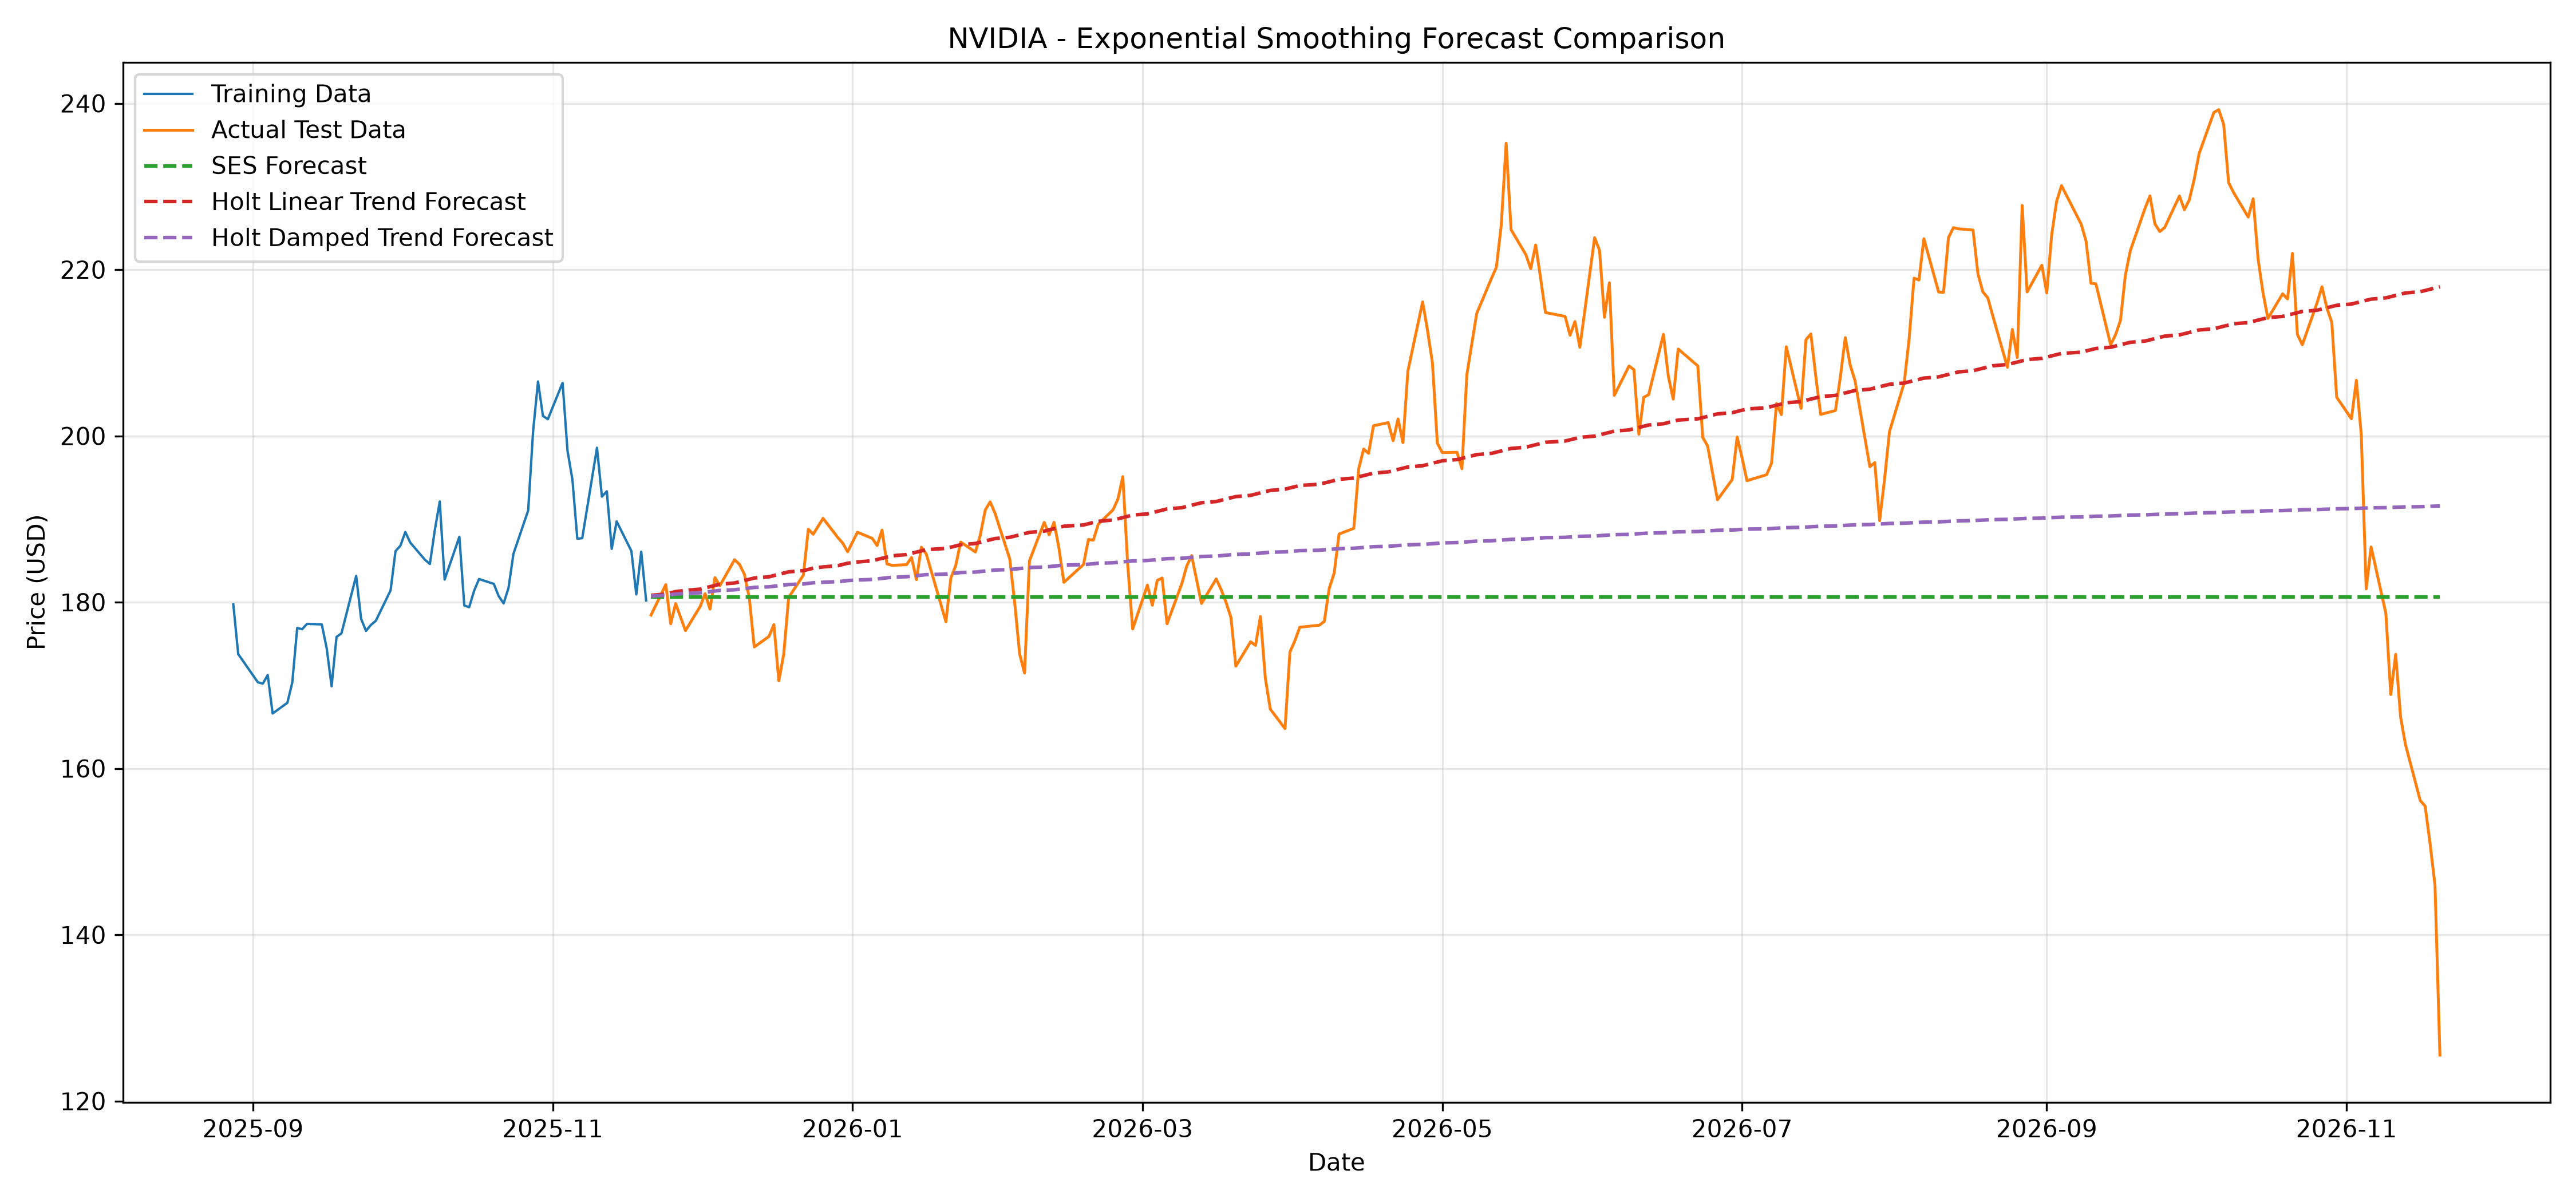 NVIDIA - Exponential Smoothing Forecast Comparison
Training Data
Actual Test Data
SES Forecast
Holt Linear Trend Forecast
Holt Damped Trend Forecast
Price (USD)
240
220
200
180
160
140
120
2025-09
2025-11
2026-01
2026-03
2026-05
2026-07
2026-09
2026-11
Date